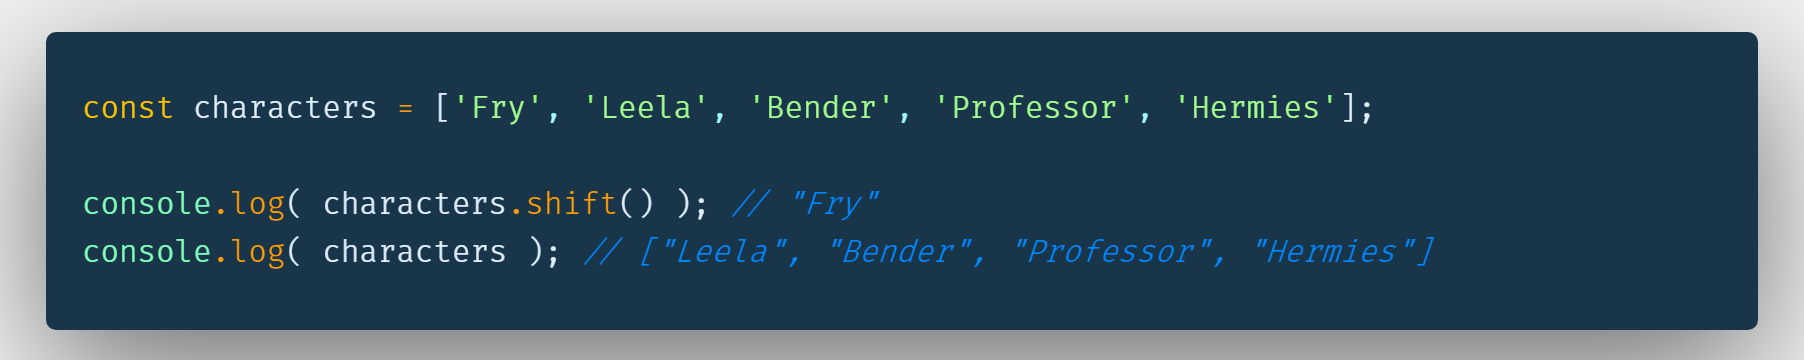 const characters = ['Fry', 'Leela', 'Bender', 'Professor', 'Hermies'];
console.log( characters.shift() ); // "Fry"
console.log( characters ); // ["Leela", "Bender", "Professor", "Hermies"]